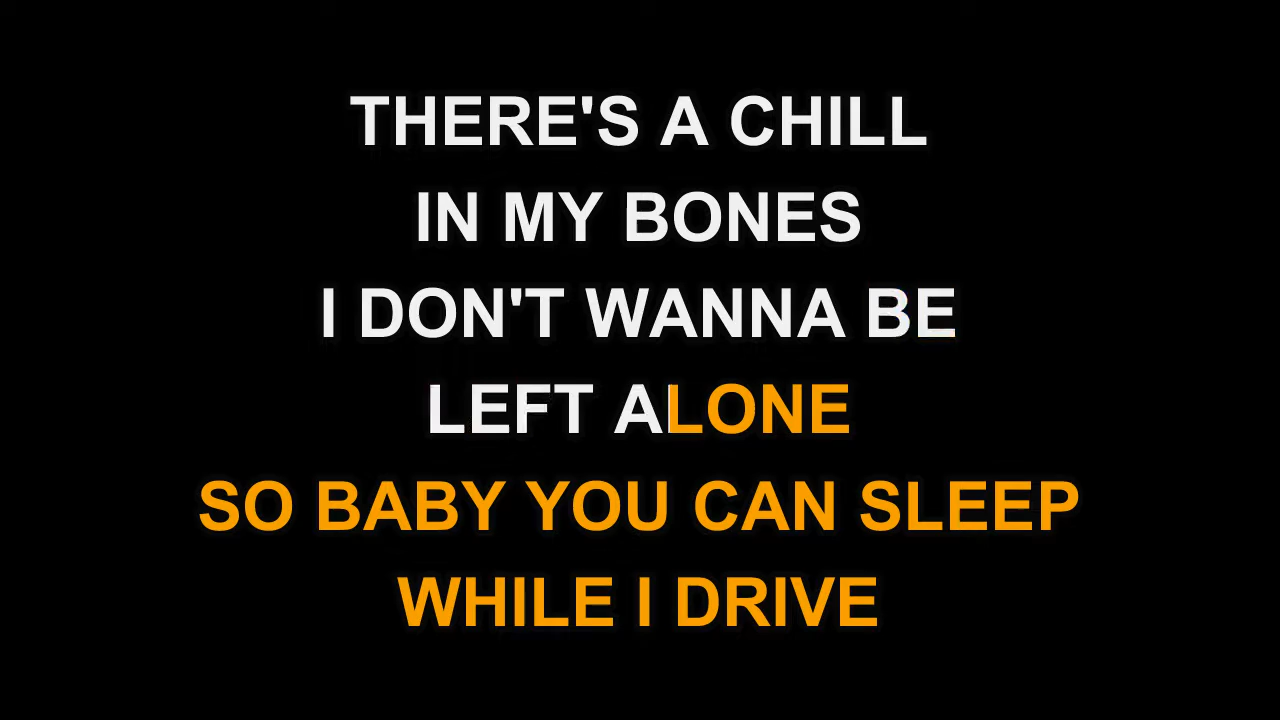 THERE'S A CHILL
IN MY BONES
I DON'T WANNA BE
LEFT ALONE
SO BABY YOU CAN SLEEP
WHILE I DRIVE